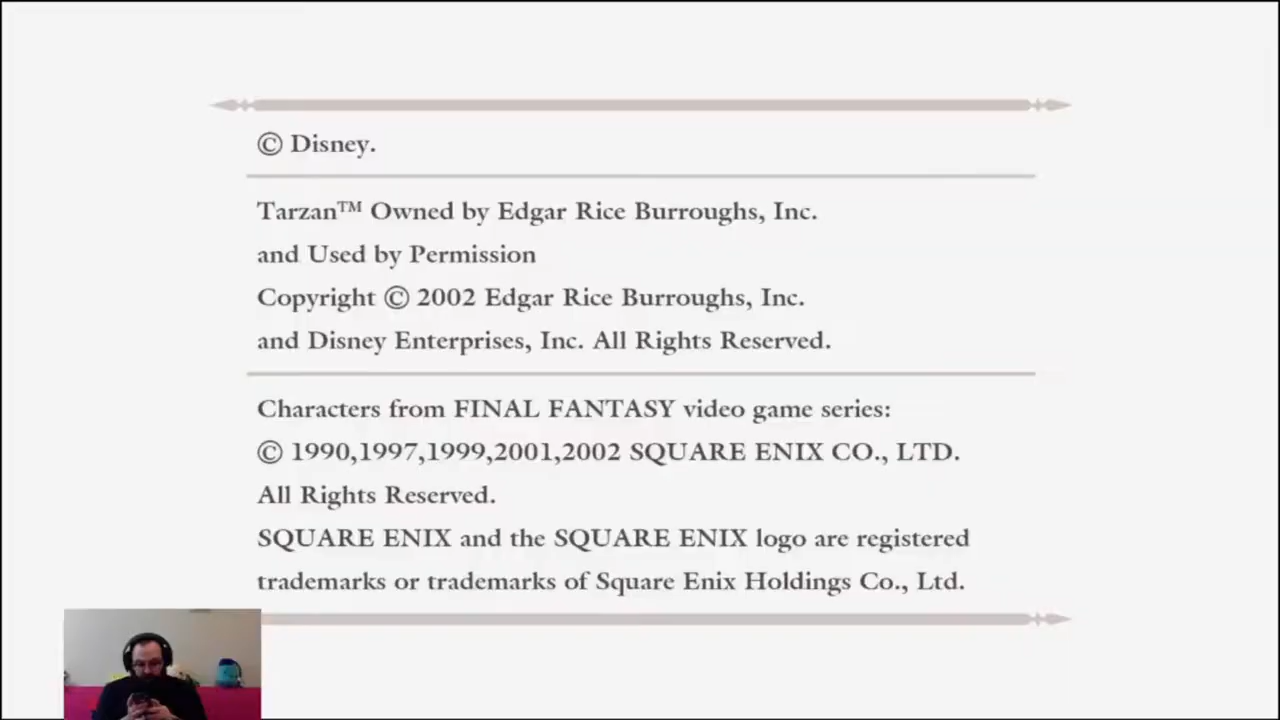 © Disney.
Tarzan™ Owned by Edgar Rice Burroughs, Inc.
and Used by Permission
Copyright © 2002 Edgar Rice Burroughs, Inc.
and Disney Enterprises, Inc. All Rights Reserved.
Characters from FINAL FANTASY video game series:
© 1990,1997,1999,2001,2002 SQUARE ENIX CO., LTD.
All Rights Reserved.
SQUARE ENIX and the SQUARE ENIX logo are registered
trademarks or trademarks of Square Enix Holdings Co., Ltd.